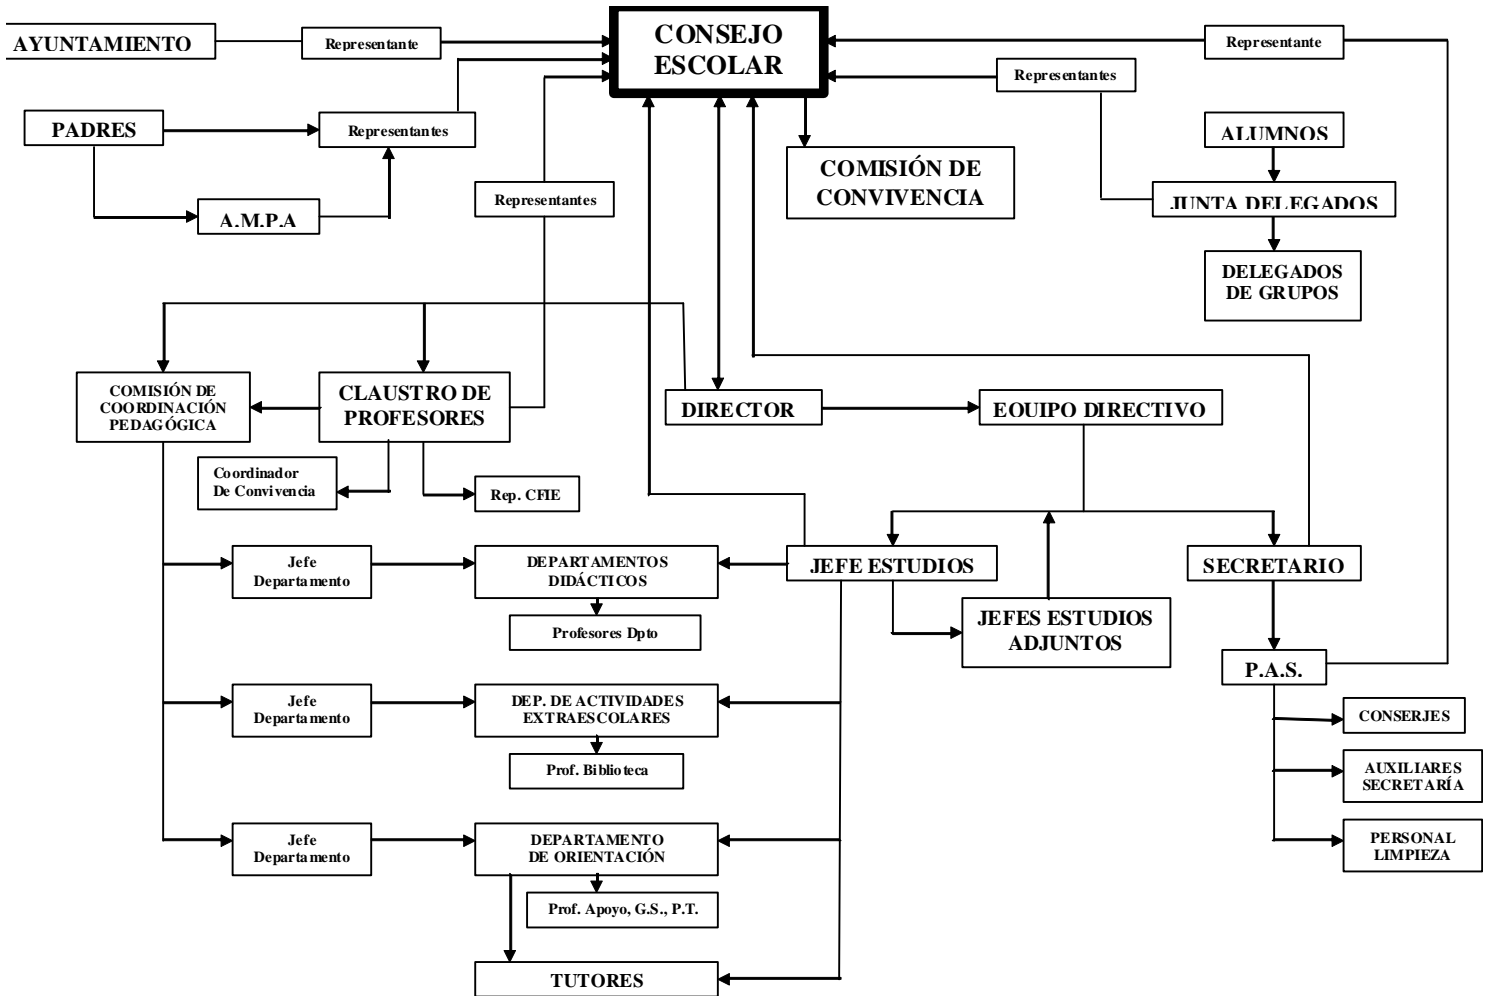 AYUNTAMIENTO
Representante
CONSEJO
ESCOLAR
Representante
Representantes
PADRES
Representantes
ALUMNOS
COMISIÓN DE
CONVIVENCIA
Representantes
JUNTA DELEGADOS
A.M.P.A
DELEGADOS
DE GRUPOS
COMISIÓN DE
COORDINACIÓN
PEDAGÓGICA
CLAUSTRO DE
PROFESORES
DIRECTOR
EQUIPO DIRECTIVO
Coordinador
De Convivencia
Rep. CFIE
Jefe
Departamento
DEPARTAMENTOS
DIDÁCTICOS
JEFE ESTUDIOS
SECRETARIO
Profesores Dpto
JEFES ESTUDIOS
ADJUNTOS
P.A.S.
Jefe
Departamento
DEP. DE ACTIVIDADES
EXTRAESCOLARES
CONSERJES
Prof. Biblioteca
AUXILIARES
SECRETARÍA
Jefe
Departamento
DEPARTAMENTO
DE ORIENTACIÓN
PERSONAL
LIMPIEZA
Prof. Apoyo, G.S., P.T.
TUTORES